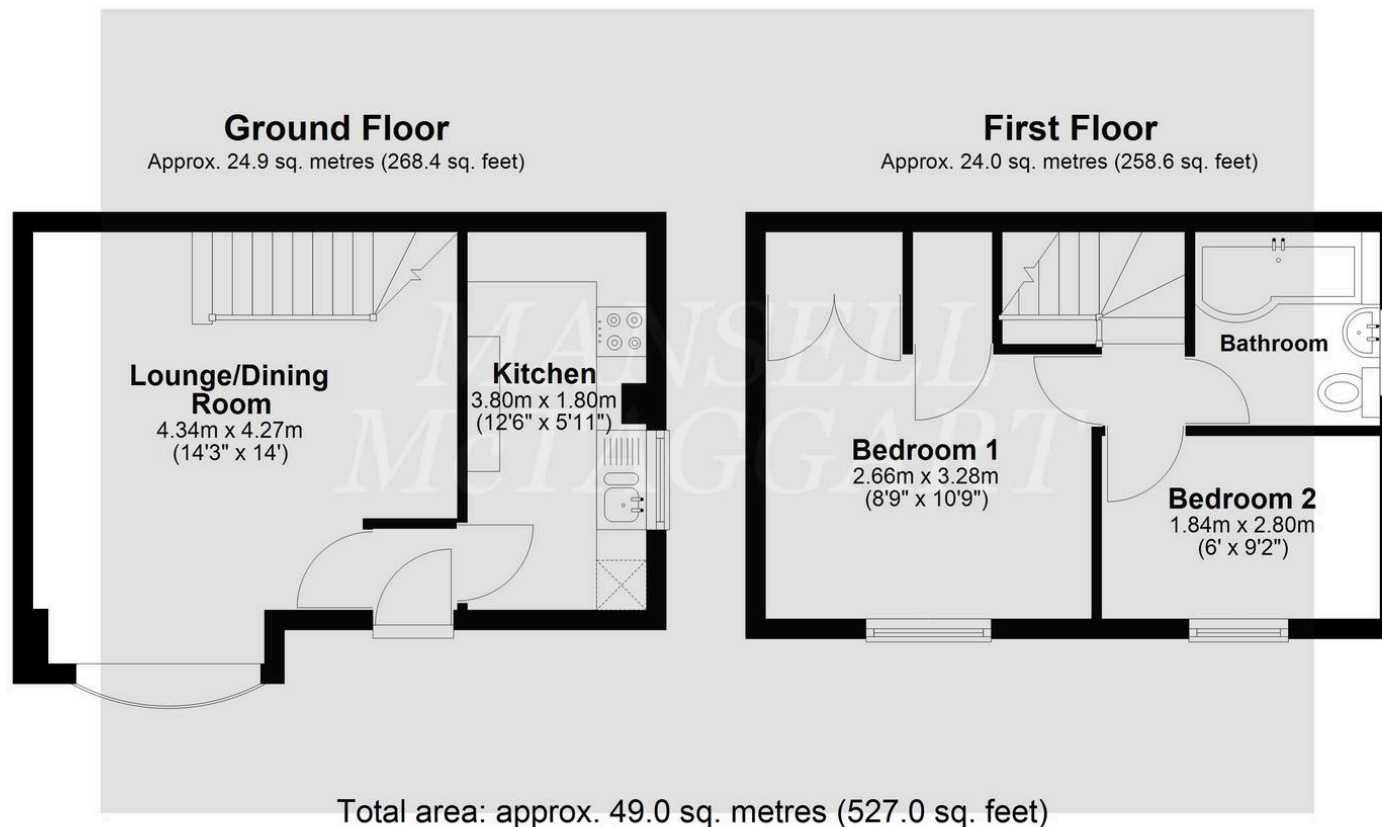 Ground Floor
Approx. 24.9 sq. metres (268.4 sq. feet)
First Floor
Approx. 24.0 sq. metres (258.6 sq. feet)
MANSELL
McTAGGART
Lounge/Dining
Room
4.34m x 4.27m
(14'3" x 14')
Kitchen
3.80m x 1.80m
(12'6" x 5'11")
Bathroom
Bedroom 1
2.66m x 3.28m
(8'9" x 10'9")
Bedroom 2
1.84m x 2.80m
(6' x 9'2")
Total area: approx. 49.0 sq. metres (527.0 sq. feet)